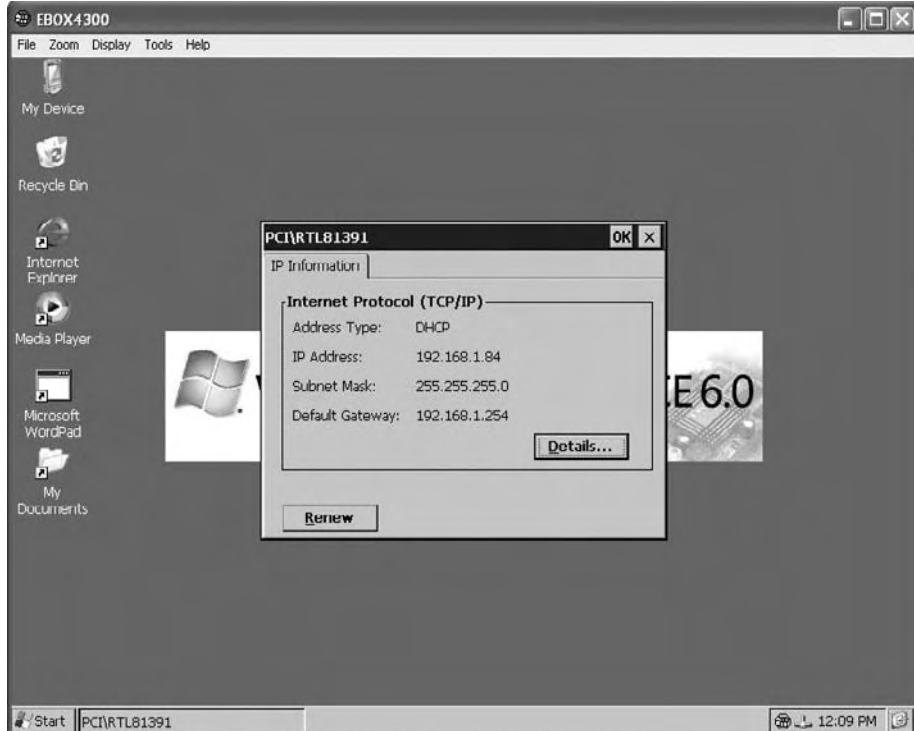 EBOX4300
File Zoom Display Tools Help
My Device
Recycle Bin
Internet
Explorer
Media Player
Microsoft
WordPad
My
Documents
PCI\RTL81391
OK
IP Information
Internet Protocol (TCP/IP)
Address Type: DHCP
IP Address: 192.168.1.84
Subnet Mask: 255.255.255.0
Default Gateway: 192.168.1.254
Details...
Renew
CE 6.0
Start PCI\RTL81391 12:09 PM